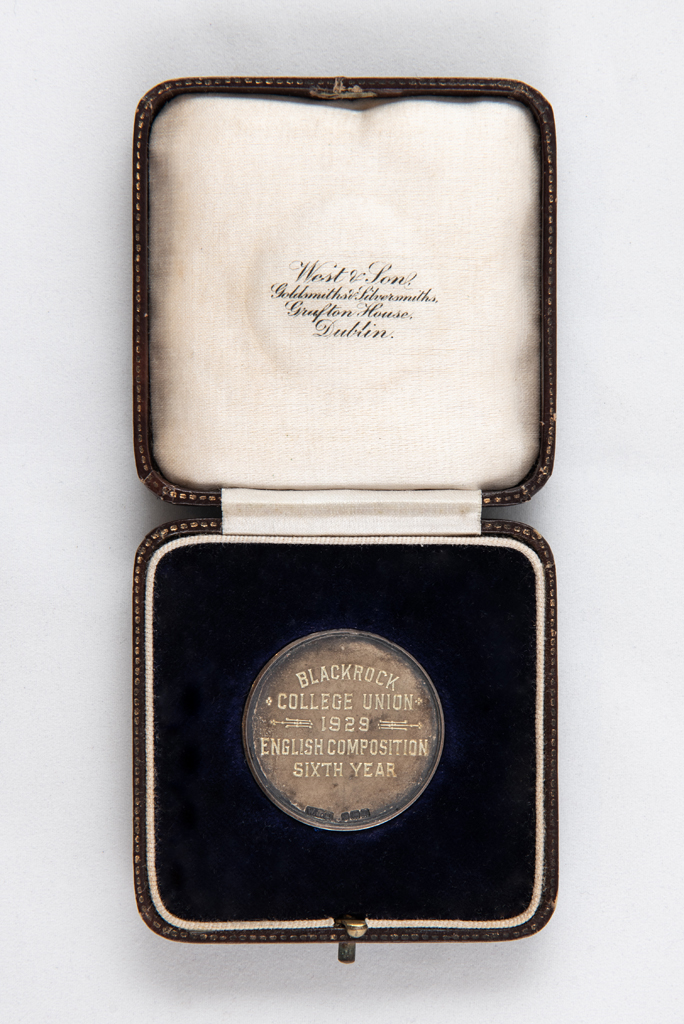 West & Son,
Goldsmiths & Silversmiths,
Grafton House,
Dublin.
BLACKROCK
COLLEGE UNION
1929
ENGLISH COMPOSITION
SIXTH YEAR